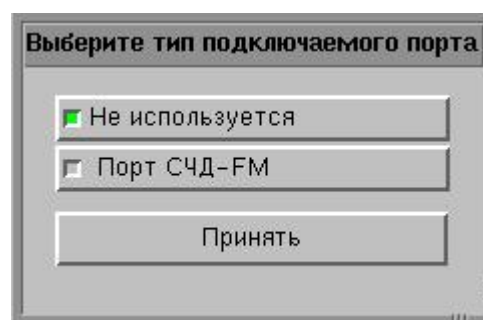 Выберите тип подключаемого порта
Не используется
Порт СЧД-FM
Принять